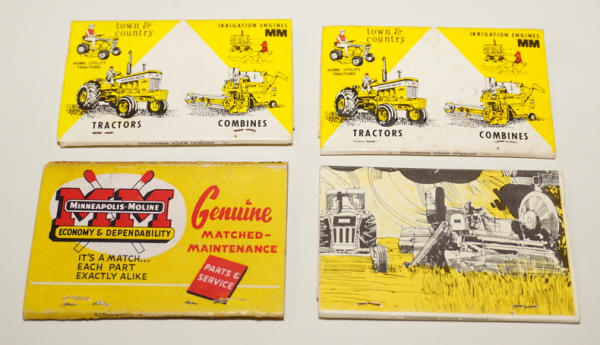 town &
country
HOME UTILITY
TRACTORS
IRRIGATION ENGINES
MM
TRACTORS
COMBINES
town &
country
HOME UTILITY
TRACTORS
IRRIGATION ENGINES
MM
TRACTORS
COMBINES
MM
MINNEAPOLIS-MOLINE
ECONOMY & DEPENDABILITY
IT'S A MATCH...
EACH PART
EXACTLY ALIKE
Genuine
MATCHED-
MAINTENANCE
PARTS &
SERVICE